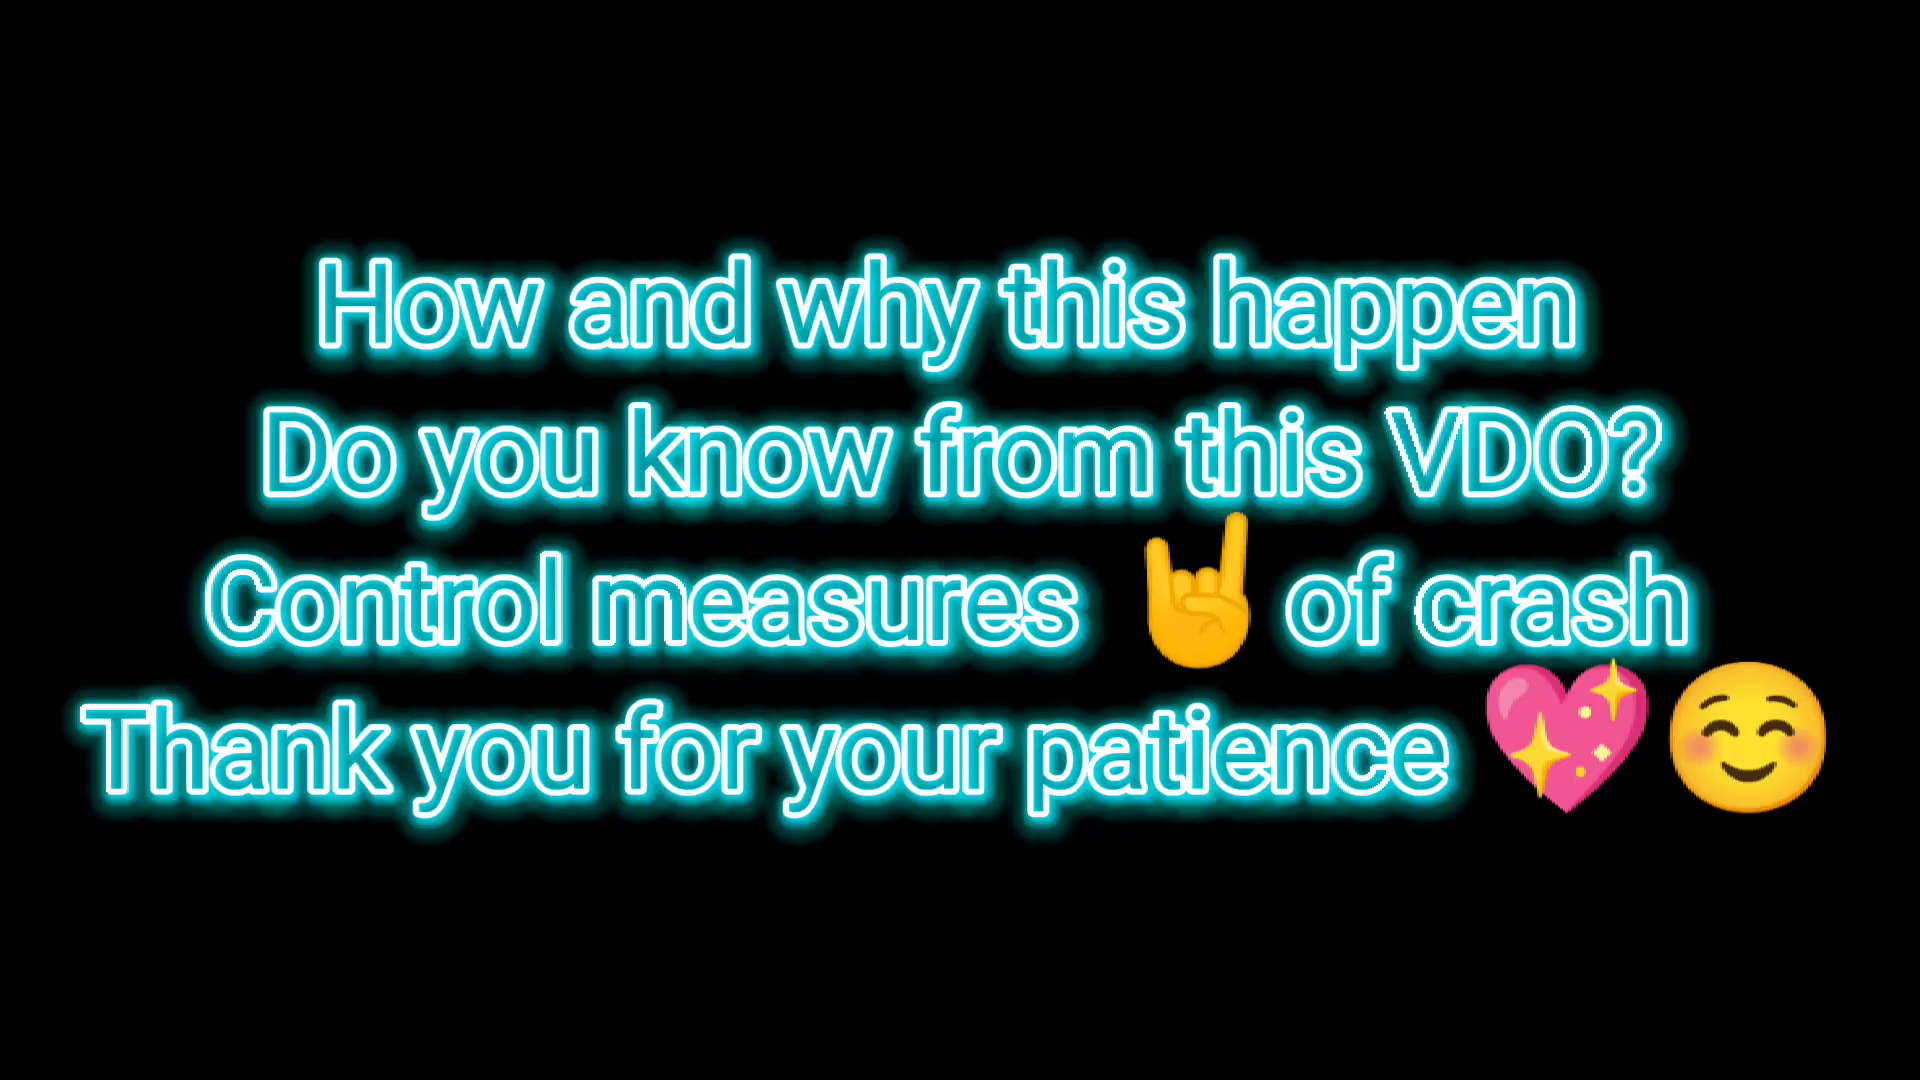 How and why this happen
Do you know from this VDO?
Control measures 🤘 of crash
Thank you for your patience 💖☺️